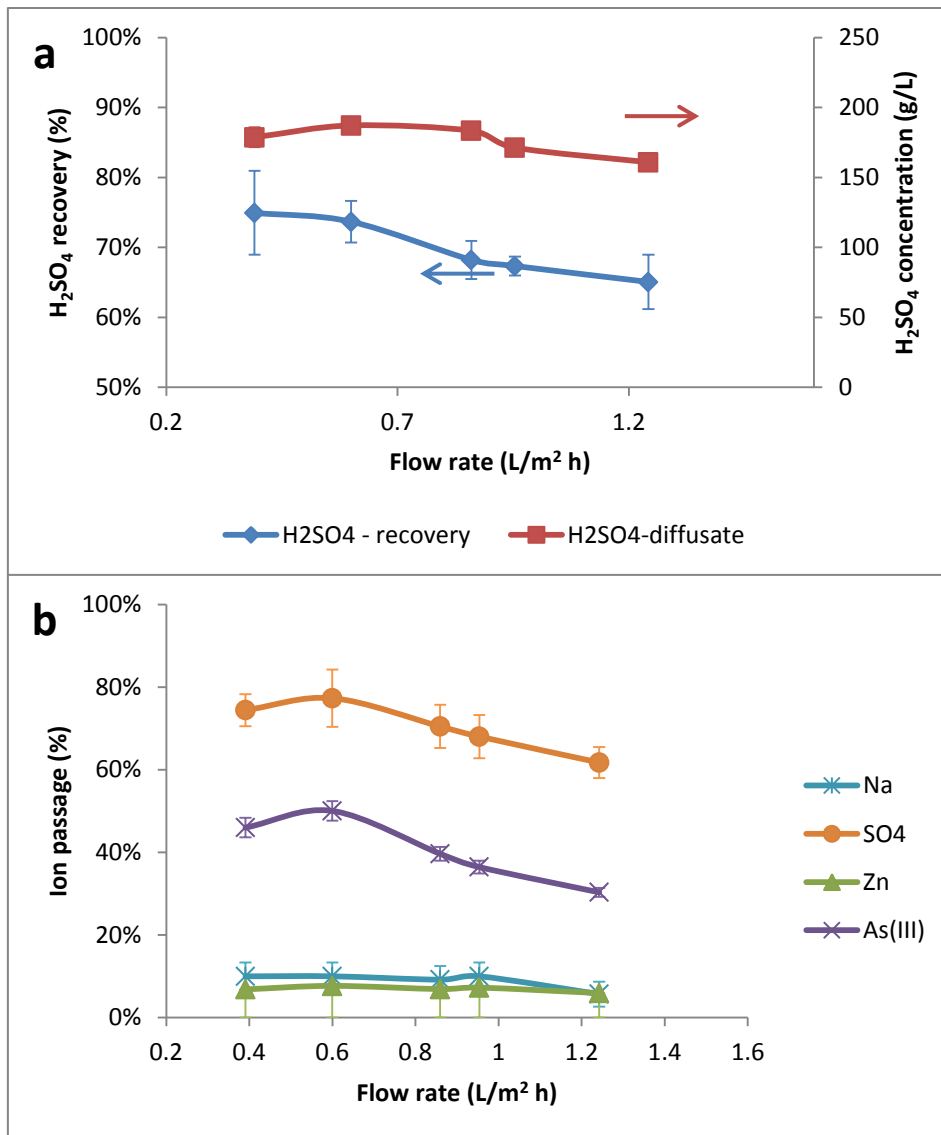 a
100%
90%
80%
70%
60%
50%
H₂SO₄ recovery (%)
250
200
150
100
50
0
H₂SO₄ concentration (g/L)
0.2 0.7 1.2
Flow rate (L/m² h)
H2SO4 - recovery H2SO4-diffusate
b
100%
80%
60%
40%
20%
0%
Ion passage (%)
0.2 0.4 0.6 0.8 1 1.2 1.4 1.6
Flow rate (L/m² h)
Na
SO4
Zn
As(III)